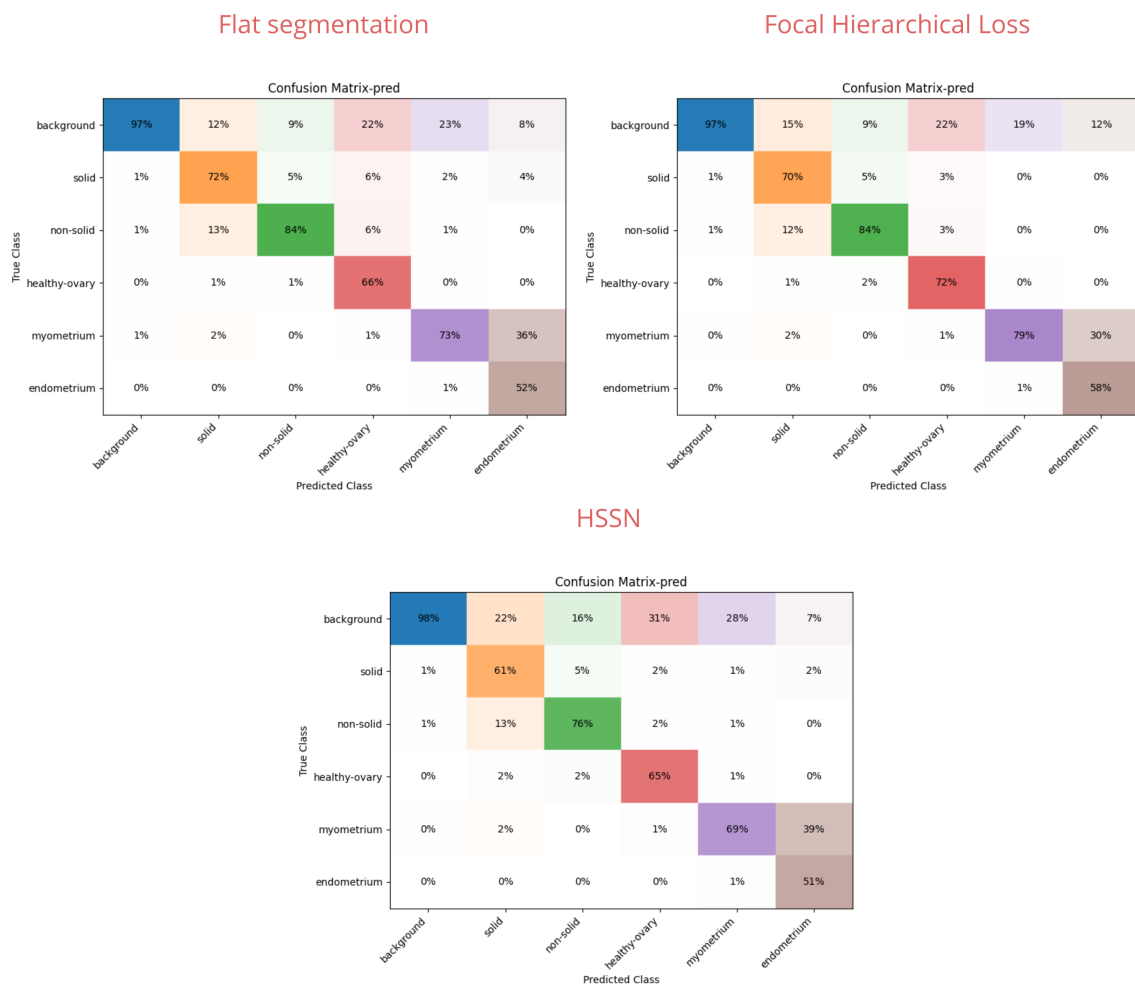 Flat segmentation
Confusion Matrix-pred
True Class
background 97% 12% 9% 22% 23% 8%
solid 1% 72% 5% 6% 2% 4%
non-solid 1% 13% 84% 6% 1% 0%
healthy-ovary 0% 1% 1% 66% 0% 0%
myometrium 1% 2% 0% 1% 73% 36%
endometrium 0% 0% 0% 0% 1% 52%
background solid non-solid healthy-ovary myometrium endometrium
Predicted Class
Focal Hierarchical Loss
Confusion Matrix-pred
True Class
background 97% 15% 9% 22% 19% 12%
solid 1% 70% 5% 3% 0% 0%
non-solid 1% 12% 84% 3% 0% 0%
healthy-ovary 0% 1% 2% 72% 0% 0%
myometrium 0% 2% 0% 1% 79% 30%
endometrium 0% 0% 0% 0% 1% 58%
background solid non-solid healthy-ovary myometrium endometrium
Predicted Class
HSSN
Confusion Matrix-pred
True Class
background 98% 22% 16% 31% 28% 7%
solid 1% 61% 5% 2% 1% 2%
non-solid 1% 13% 76% 2% 1% 0%
healthy-ovary 0% 2% 2% 65% 1% 0%
myometrium 0% 2% 0% 1% 69% 39%
endometrium 0% 0% 0% 0% 1% 51%
background solid non-solid healthy-ovary myometrium endometrium
Predicted Class